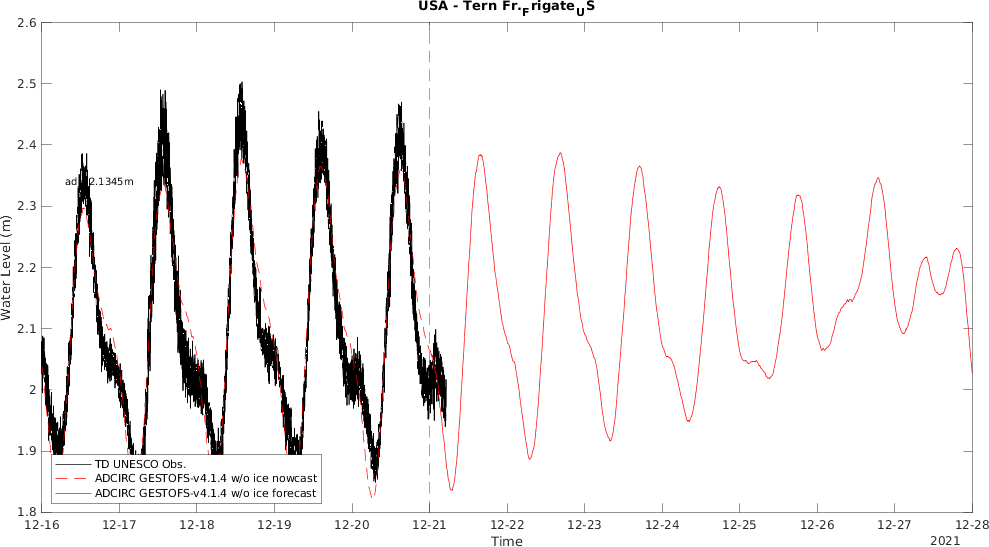 USA - Tern Fr.FrigateUS
2.6
2.5
2.4
2.3
2.2
2.1
2
1.9
1.8
Water Level (m)
2.1345m
TD UNESCO Obs.
ADCIRC GESTOFS-v4.1.4 w/o ice nowcast
ADCIRC GESTOFS-v4.1.4 w/o ice forecast
12-16 12-17 12-18 12-19 12-20 12-21 12-22 12-23 12-24 12-25 12-26 12-27 12-28
Time
2021